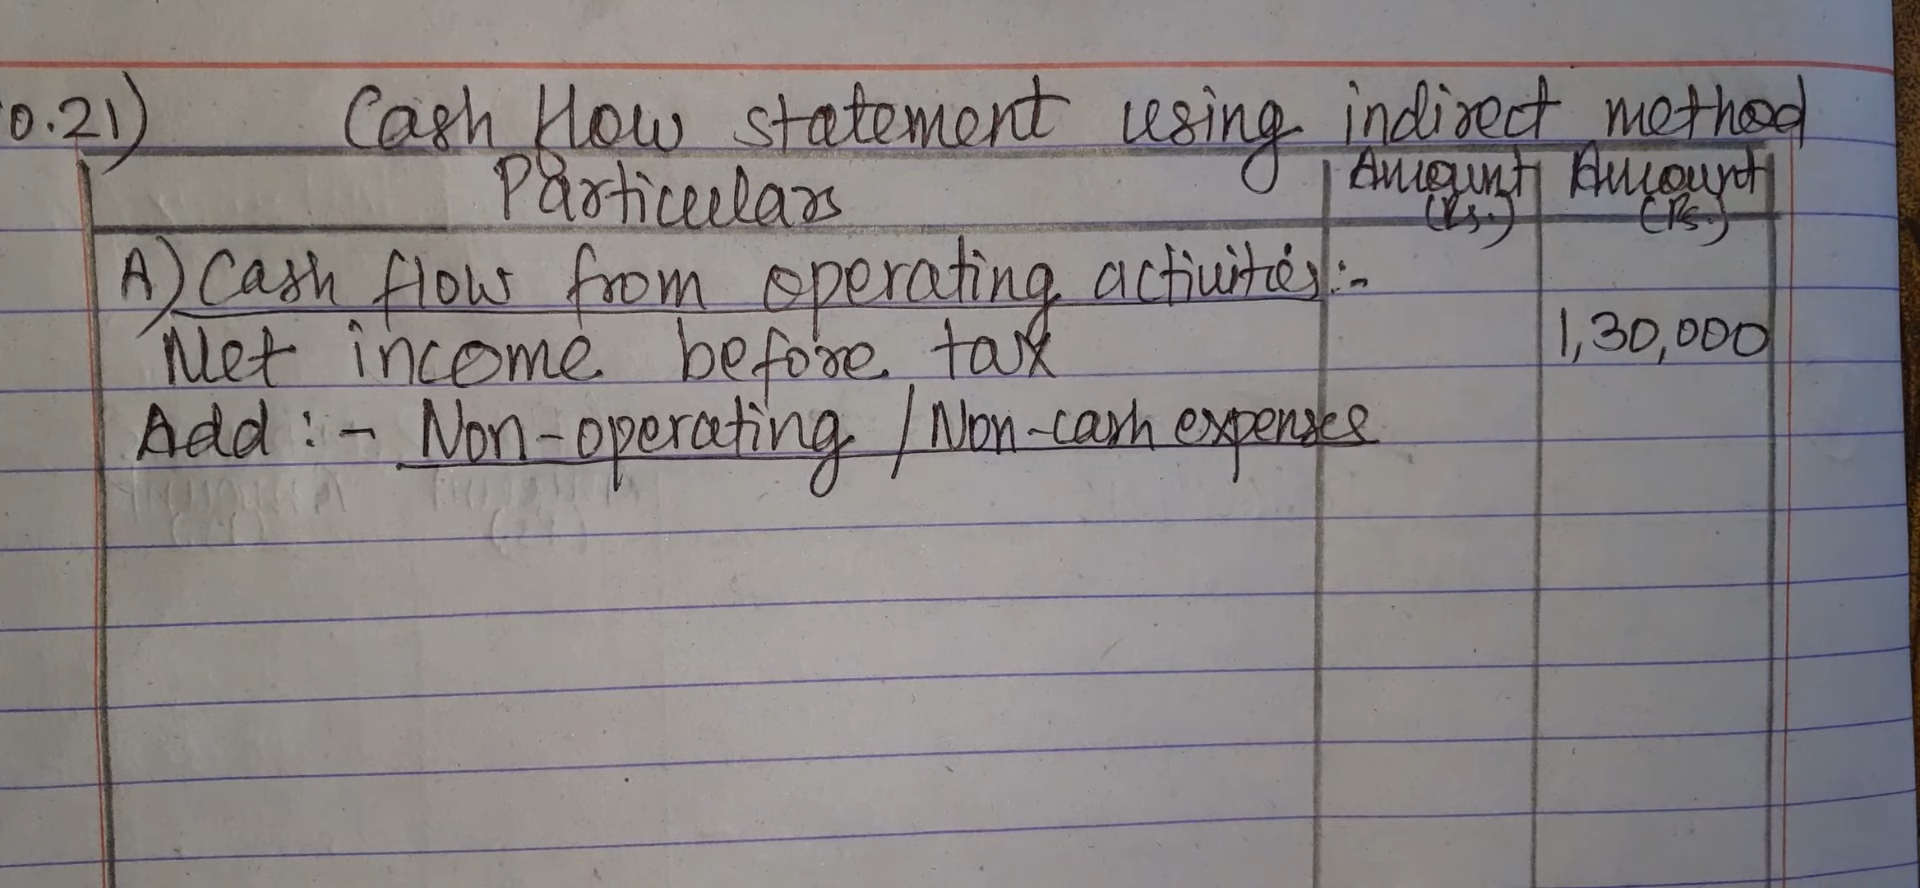 0.21) Cash Flow statement using indirect method
Particulars Amount (Rs.) Amount (Rs.)
A) Cash flow from operating activities:-
Net income before tax 1,30,000
Add :- Non-operating / Non-cash expenses